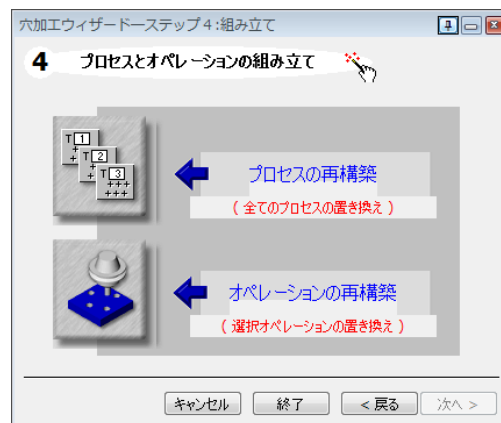 穴加工ウィザードーステップ4:組み立て
4 プロセスとオペレーションの組み立て
T 1
T 2
T 3
プロセスの再構築
( 全てのプロセスの置き換え )
オペレーションの再構築
( 選択オペレーションの置き換え )
キャンセル 終了 < 戻る 次へ >